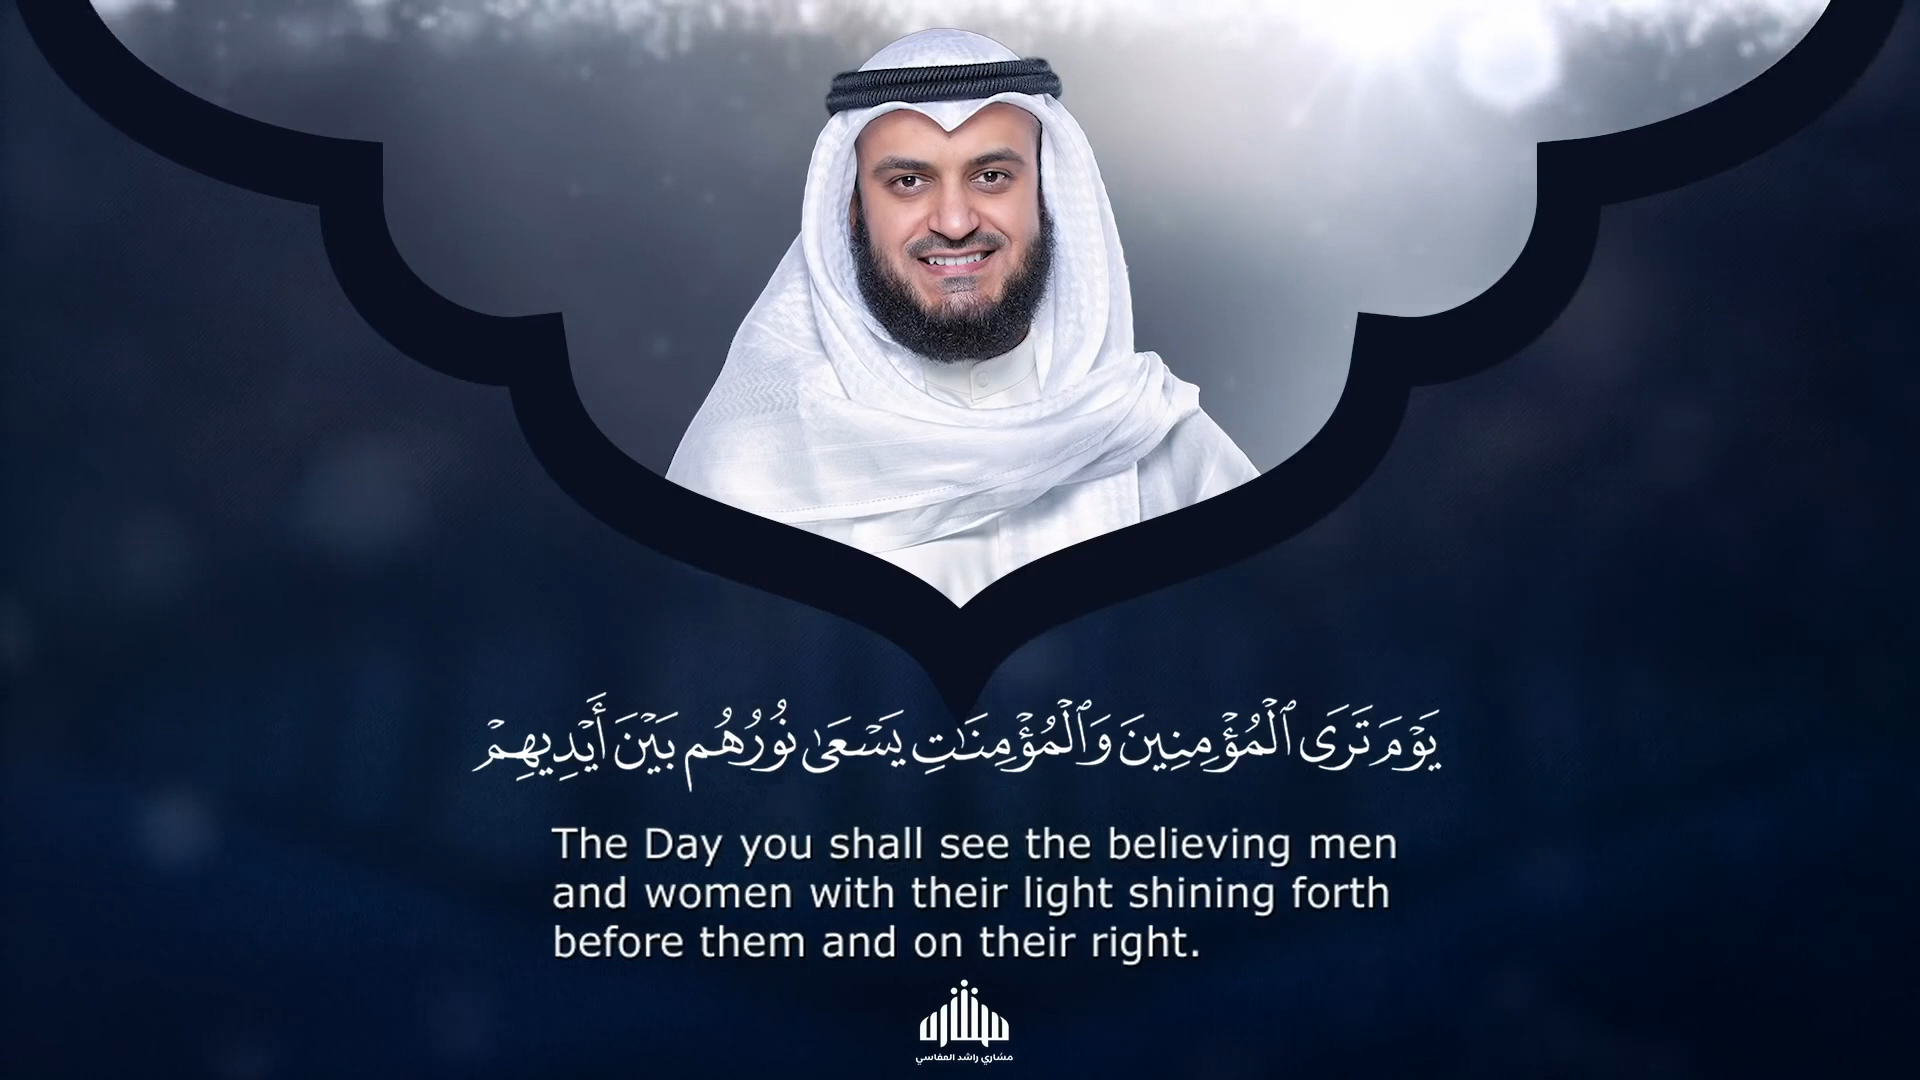 يَوْمَ تَرَى ٱلْمُؤْمِنِينَ وَٱلْمُؤْمِنَـٰتِ يَسْعَىٰ نُورُهُم بَيْنَ أَيْدِيهِمْ
The Day you shall see the believing men
and women with their light shining forth
before them and on their right.
مشاري راشد العفاسي